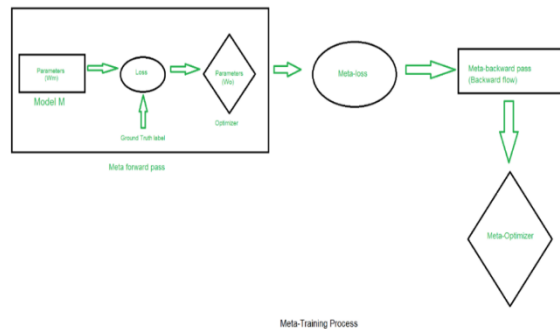 Parameters
(Wm)
Model M
Loss
Ground Truth label
Parameters
(Wo)
Optimizer
Meta forward pass
Meta-loss
Meta-backward pass
(Backward flow)
Meta-Optimizer
Meta-Training Process